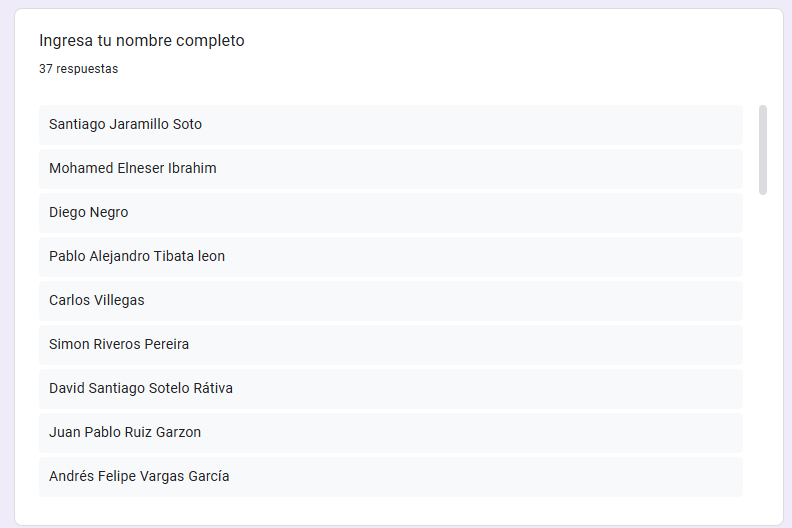 Ingresa tu nombre completo
37 respuestas
Santiago Jaramillo Soto
Mohamed Elneser Ibrahim
Diego Negro
Pablo Alejandro Tibata leon
Carlos Villegas
Simon Riveros Pereira
David Santiago Sotelo Rátiva
Juan Pablo Ruiz Garzon
Andrés Felipe Vargas García